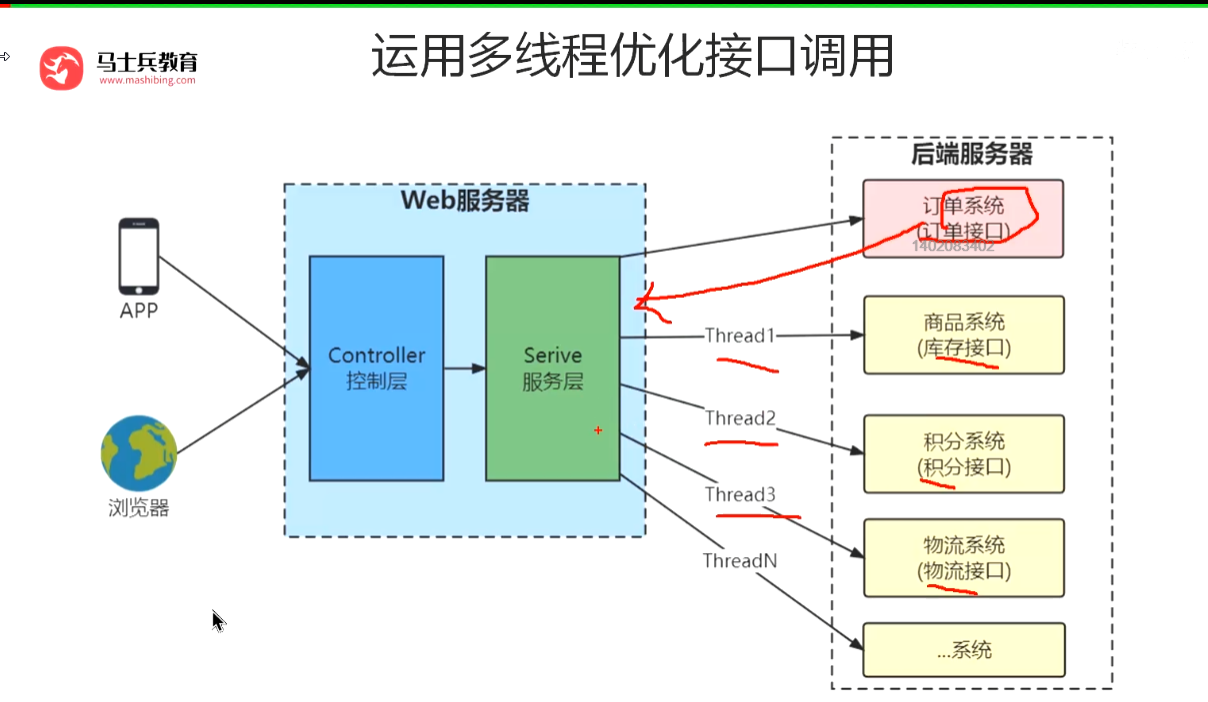 马士兵教育
www.mashibing.com
运用多线程优化接口调用
Web服务器
后端服务器
APP
浏览器
Controller
控制层
Serive
服务层
Thread1
Thread2
Thread3
ThreadN
订单系统
(订单接口)
1402083402
商品系统
(库存接口)
积分系统
(积分接口)
物流系统
(物流接口)
...系统